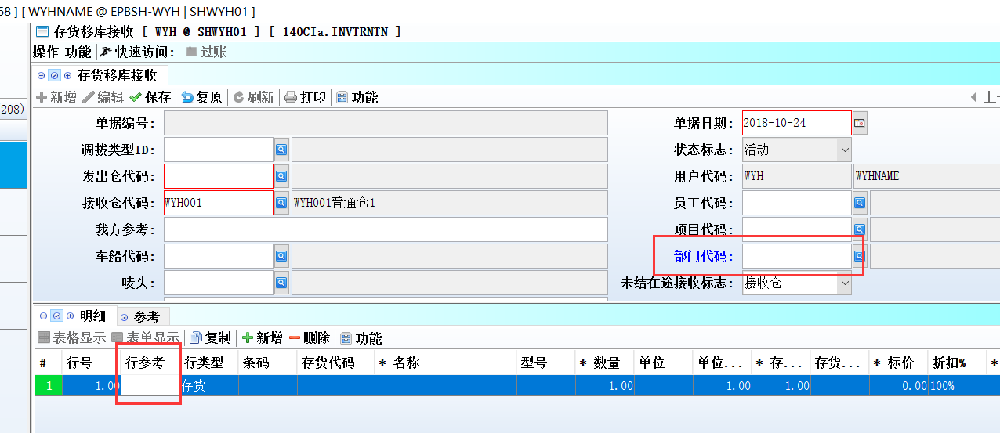 58 ] [ WYHNAME @ EPBSH-WYH | SHWYH01 ]
存货移库接收 [ WYH @ SHWYH01 ] [ 140CIa.INVTRNTN ]
操作 功能 快速访问: 过账
存货移库接收
新增 编辑 保存 复原 刷新 打印 功能 上一
208)
单据编号: 单据日期: 2018-10-24
调拨类型ID: 状态标志: 活动
发出仓代码: 用户代码: WYH WYHNAME
接收仓代码: WYH001 WYH001普通仓1 员工代码:
我方参考: 项目代码:
车船代码: 部门代码:
唛头: 未结在途接收标志: 接收仓
明细 参考
表格显示 表单显示 复制 新增 删除 功能
# 行号 行参考 行类型 条码 存货代码 * 名称 型号 * 数量 单位 单位... * 存... 存货... * 标价 折扣% *
1 1.00 存货 1.00 1.00 1.00 0.00 100%